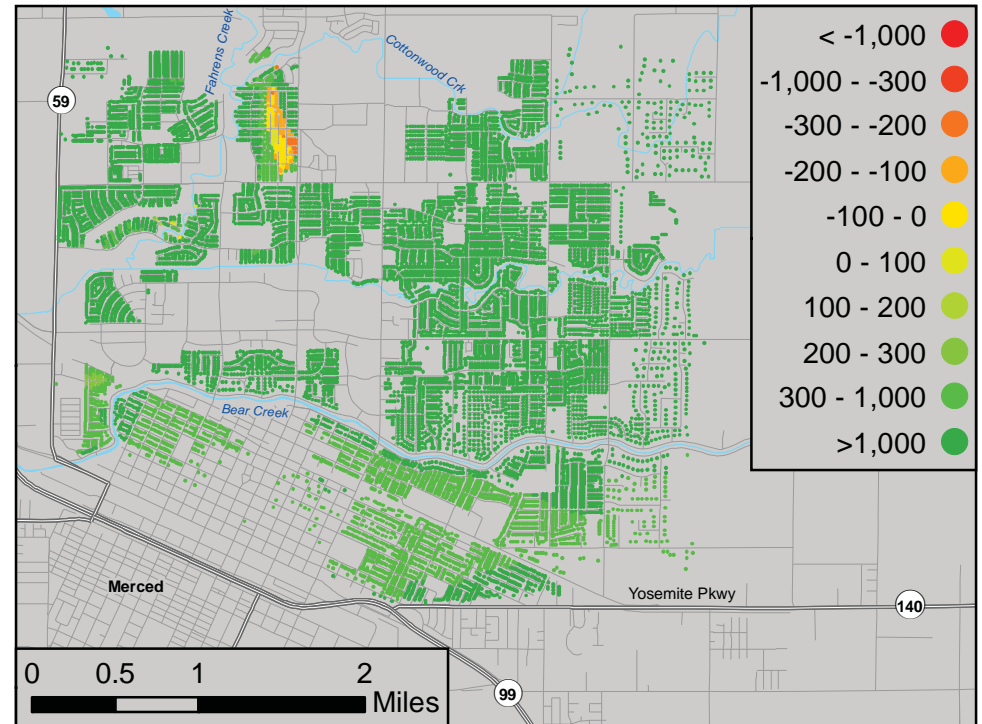 Fahrens Creek
Cottonwood Crk
59
Bear Creek
Merced
Yosemite Pkwy
140
99
< -1,000
-1,000 - -300
-300 - -200
-200 - -100
-100 - 0
0 - 100
100 - 200
200 - 300
300 - 1,000
>1,000
0 0.5 1 2
Miles